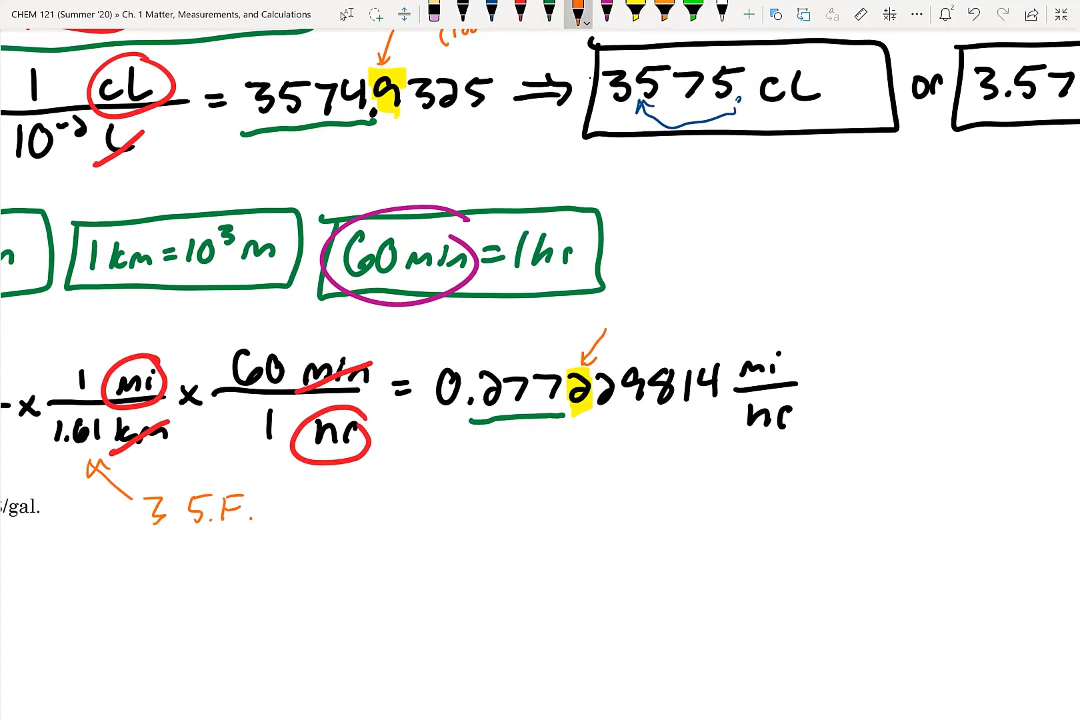 CHEM 121 (Summer '20) » Ch. 1 Matter, Measurements, and Calculations
1 cL
10⁻² L = 3574.9325 ⇒ 3575. cL or 3.57
m 1 km = 10³ m 60 min = 1 hr
x 1 mi / 1.61 km x 60 min / 1 hr = 0.277229814 mi / hr
3 S.F.
/gal.